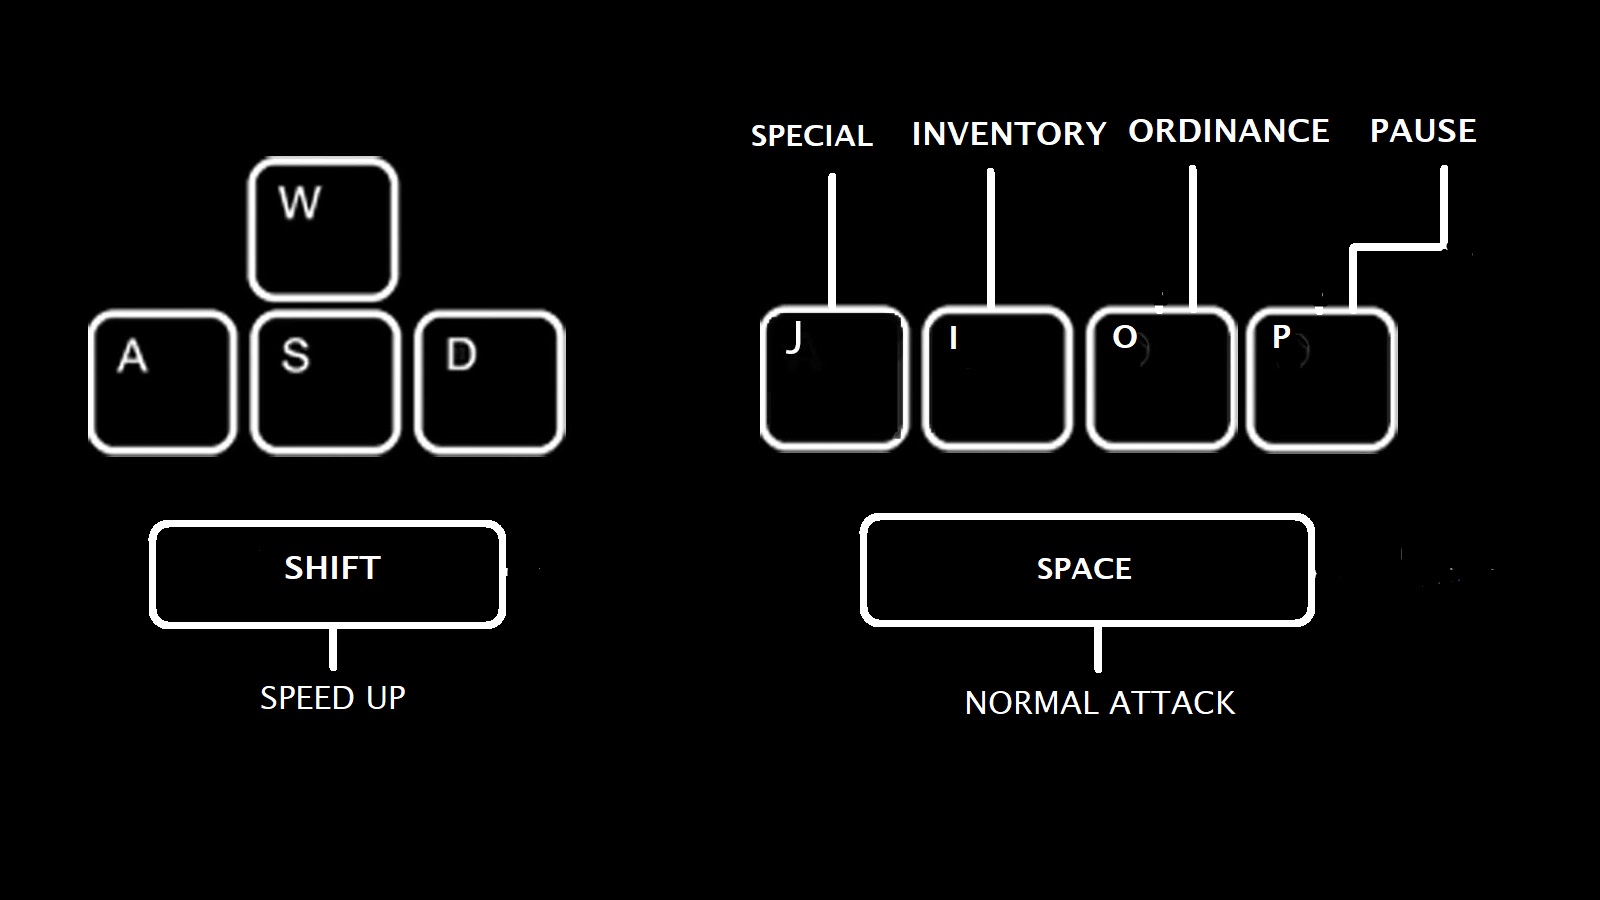 SPECIAL INVENTORY ORDINANCE PAUSE
W
A S D
J I O P
SHIFT
SPACE
SPEED UP
NORMAL ATTACK